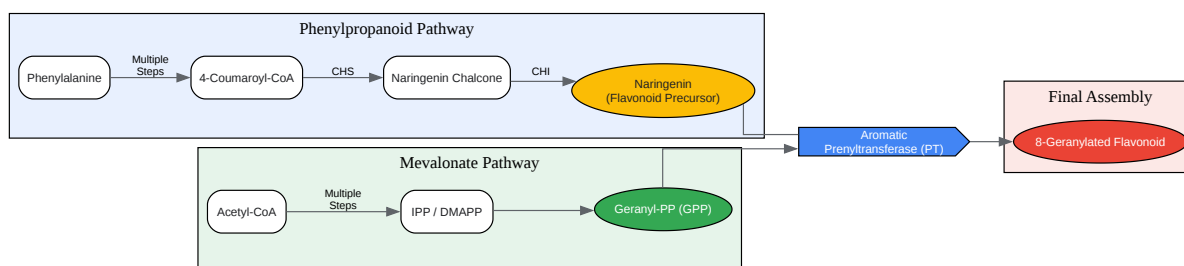 Phenylpropanoid Pathway
Phenylalanine
Multiple
Steps
4-Coumaroyl-CoA
CHS
Naringenin Chalcone
CHI
Naringenin
(Flavonoid Precursor)
Mevalonate Pathway
Acetyl-CoA
Multiple
Steps
IPP / DMAPP
Geranyl-PP (GPP)
Aromatic
Prenyltransferase (PT)
Final Assembly
8-Geranylated Flavonoid